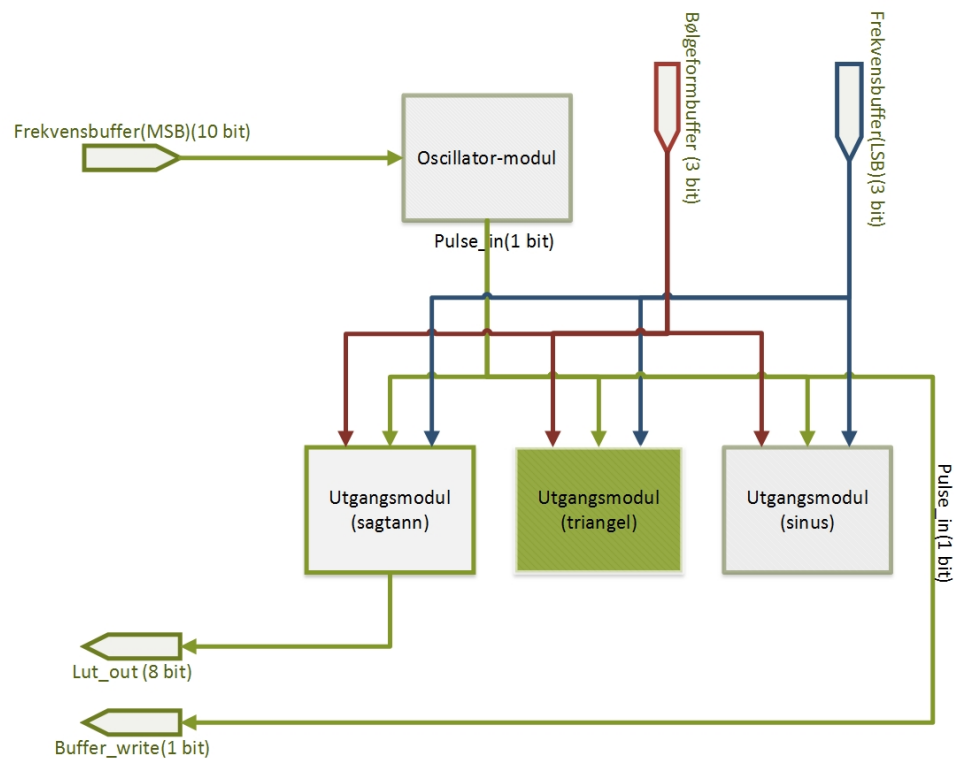 Bølgeformbuffer (3 bit)
Frekvensbuffer(LSB)(3 bit)
Frekvensbuffer(MSB)(10 bit)
Oscillator-modul
Pulse_in(1 bit)
Utgangsmodul
(sagtann)
Utgangsmodul
(triangel)
Utgangsmodul
(sinus)
Pulse_in(1 bit)
Lut_out (8 bit)
Buffer_write(1 bit)